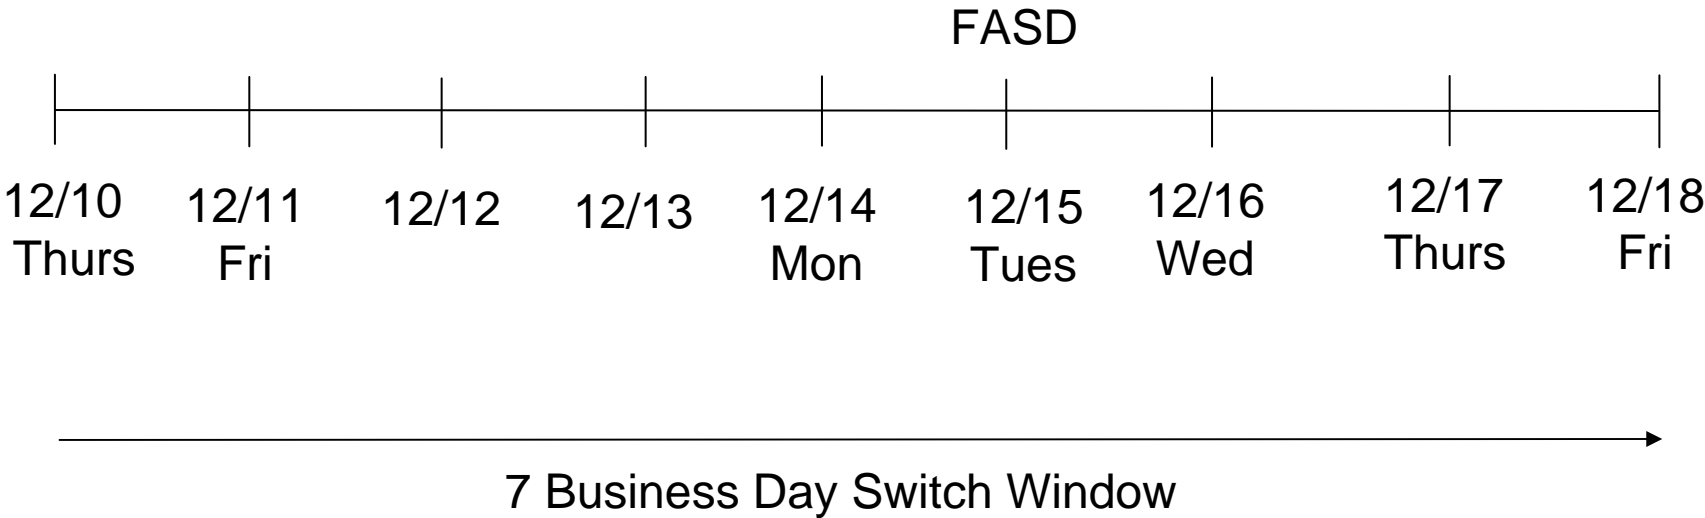 FASD
12/10 12/11 12/12 12/13 12/14 12/15 12/16 12/17 12/18
Thurs Fri Mon Tues Wed Thurs Fri
7 Business Day Switch Window